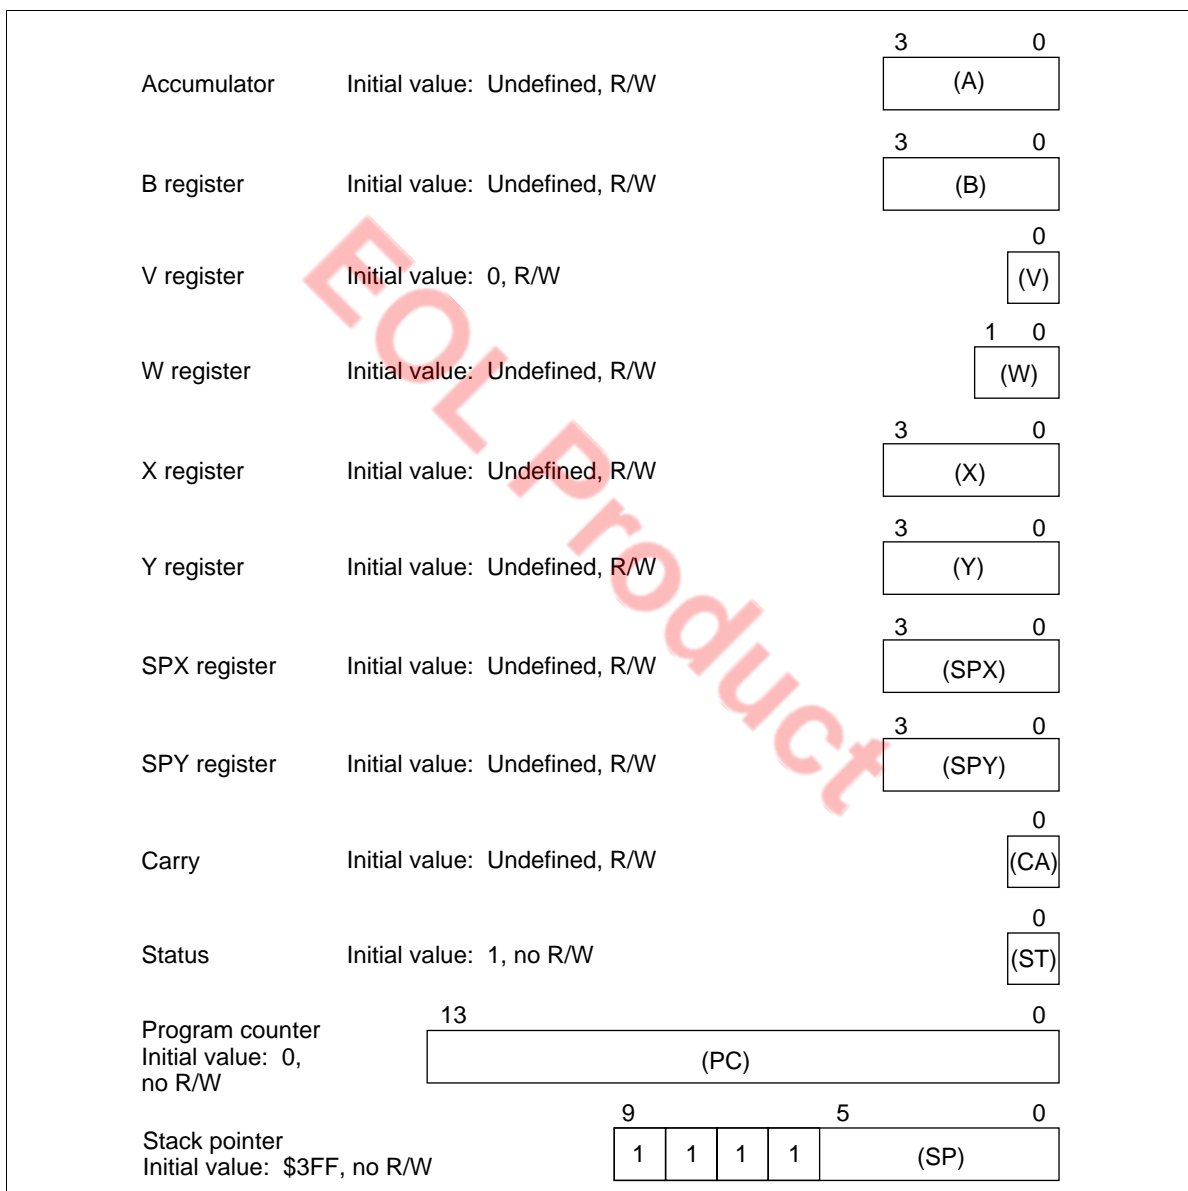 3 0
Accumulator Initial value: Undefined, R/W (A)
3 0
B register Initial value: Undefined, R/W (B)
0
V register Initial value: 0, R/W (V)
1 0
W register Initial value: Undefined, R/W (W)
3 0
X register Initial value: Undefined, R/W (X)
3 0
Y register Initial value: Undefined, R/W (Y)
3 0
SPX register Initial value: Undefined, R/W (SPX)
3 0
SPY register Initial value: Undefined, R/W (SPY)
0
Carry Initial value: Undefined, R/W (CA)
0
Status Initial value: 1, no R/W (ST)
13 0
Program counter
Initial value: 0,
no R/W
(PC)
9 5 0
Stack pointer
Initial value: $3FF, no R/W
1 1 1 1 (SP)
EOL Product